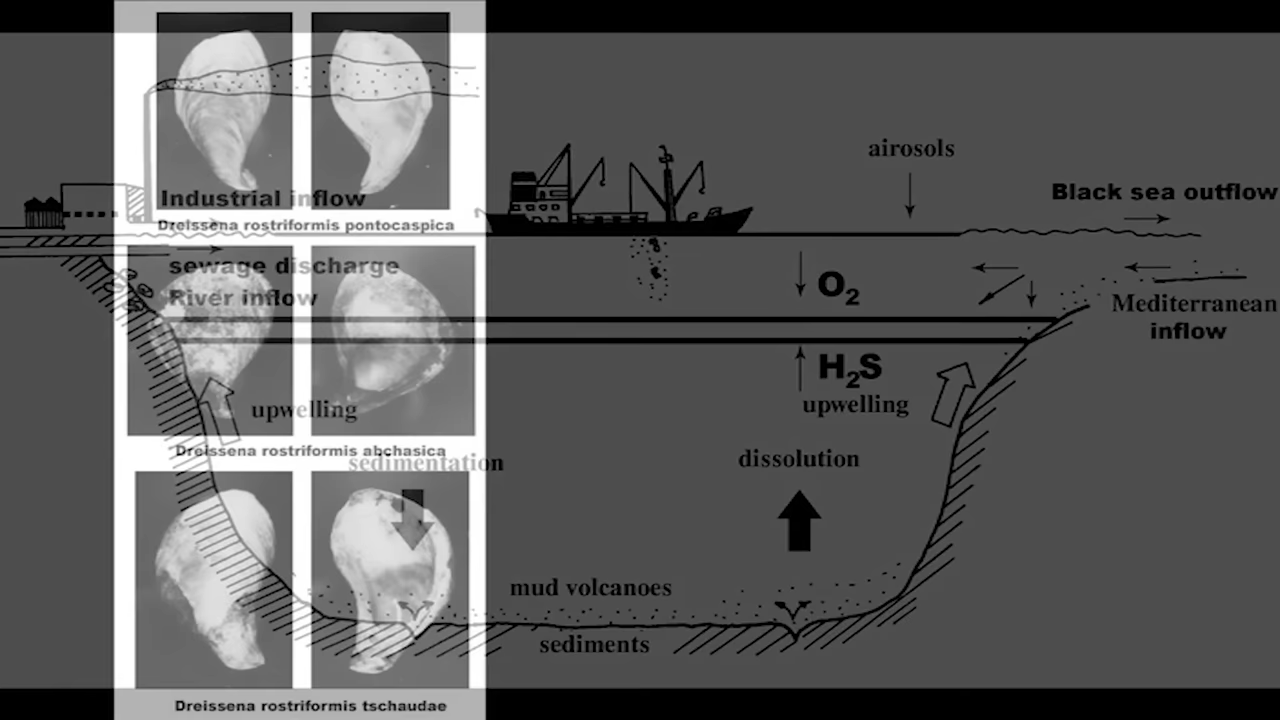 airosols
Black sea outflow
Industrial inflow
Dreissena rostriformis pontocaspica
sewage discharge
O2
River inflow
Mediterranean
inflow
H2S
upwelling
upwelling
Dreissena rostriformis abchasica
sedimentation
dissolution
mud volcanoes
sediments
Dreissena rostriformis tschaudae